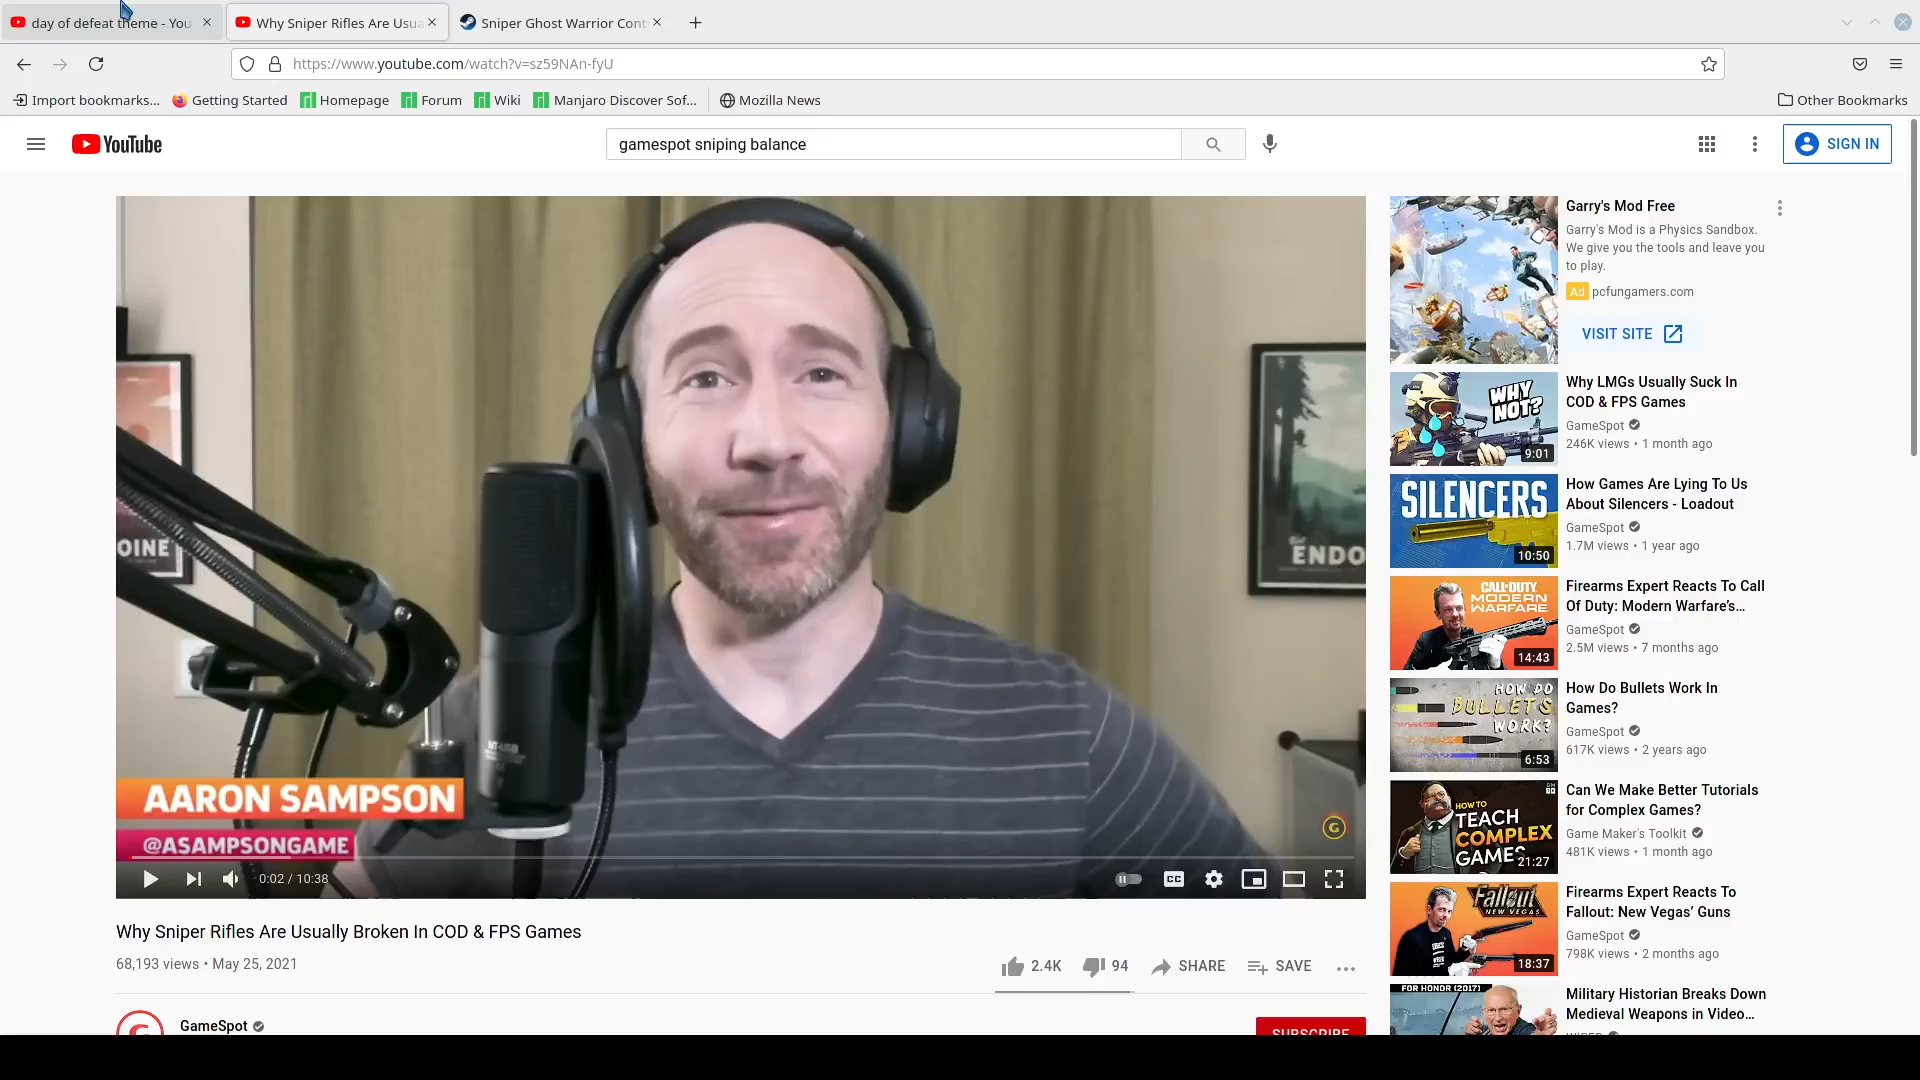 day of defeat theme - You
Why Sniper Rifles Are Usua
Sniper Ghost Warrior Cont
https://www.youtube.com/watch?v=sz59NAn-fyU
Import bookmarks...
Getting Started
Homepage
Forum
Wiki
Manjaro Discover Sof...
Mozilla News
Other Bookmarks
YouTube
gamespot sniping balance
SIGN IN
OINE
ENDO
AARON SAMPSON
@ASAMPSONGAME
0:02 / 10:38
CC
Why Sniper Rifles Are Usually Broken In COD & FPS Games
68,193 views • May 25, 2021
2.4K
94
SHARE
SAVE
GameSpot
SUBSCRIBE
Garry's Mod Free
Garry's Mod is a Physics Sandbox.
We give you the tools and leave you
to play.
Ad pcfungamers.com
VISIT SITE
WHY
NOT?
9:01
Why LMGs Usually Suck In
COD & FPS Games
GameSpot
246K views • 1 month ago
SILENCERS
10:50
How Games Are Lying To Us
About Silencers - Loadout
GameSpot
1.7M views • 1 year ago
CALL OF DUTY
MODERN
WARFARE
14:43
Firearms Expert Reacts To Call
Of Duty: Modern Warfare’s...
GameSpot
2.5M views • 7 months ago
HOW DO
BULLETS
WORK?
6:53
How Do Bullets Work In
Games?
GameSpot
617K views • 2 years ago
HOW TO
TEACH
COMPLEX
GAMES
21:27
Can We Make Better Tutorials
for Complex Games?
Game Maker's Toolkit
481K views • 1 month ago
Fallout
NEW VEGAS
18:37
Firearms Expert Reacts To
Fallout: New Vegas’ Guns
GameSpot
798K views • 2 months ago
FOR HONOR (2017)
Military Historian Breaks Down
Medieval Weapons in Video...